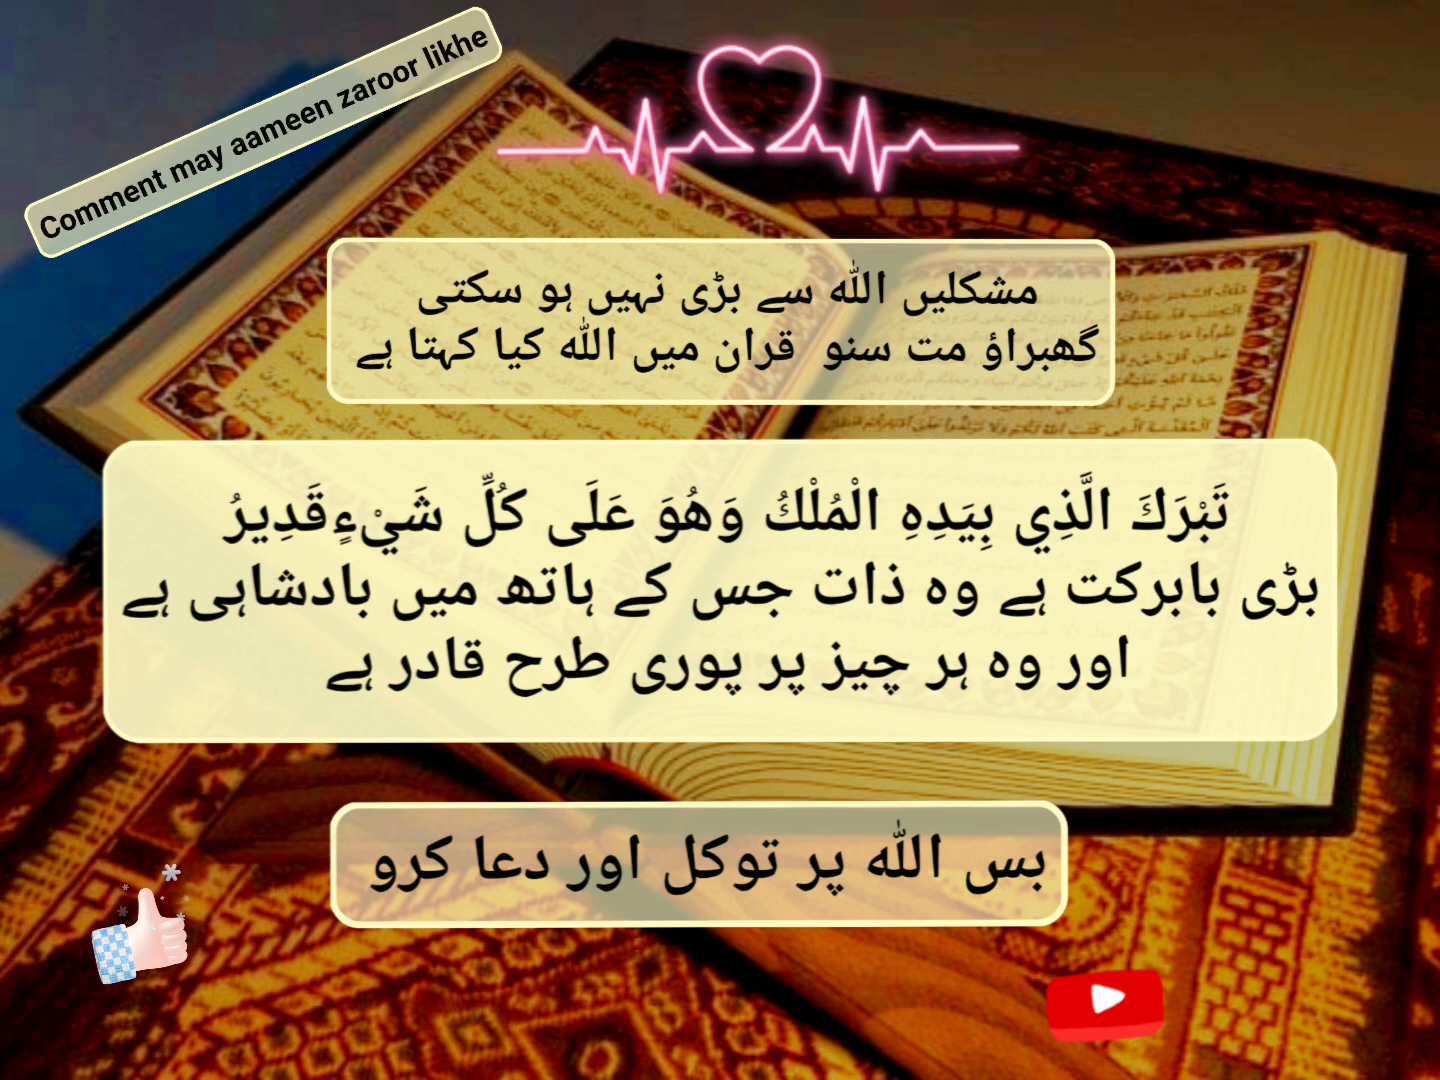 Comment may aameen zaroor likhe
مشکلیں اللہ سے بڑی نہیں ہو سکتی
گھبراؤ مت سنو قران میں اللہ کیا کہتا ہے
تَبْرَكَ الَّذِي بِيَدِهِ الْمُلْكُ وَهُوَ عَلَى كُلِّ شَيْءٍقَدِيرُ
بڑی بابرکت ہے وہ ذات جس کے ہاتھ میں بادشاہی ہے
اور وہ ہر چیز پر پوری طرح قادر ہے
بس اللہ پر توکل اور دعا کرو